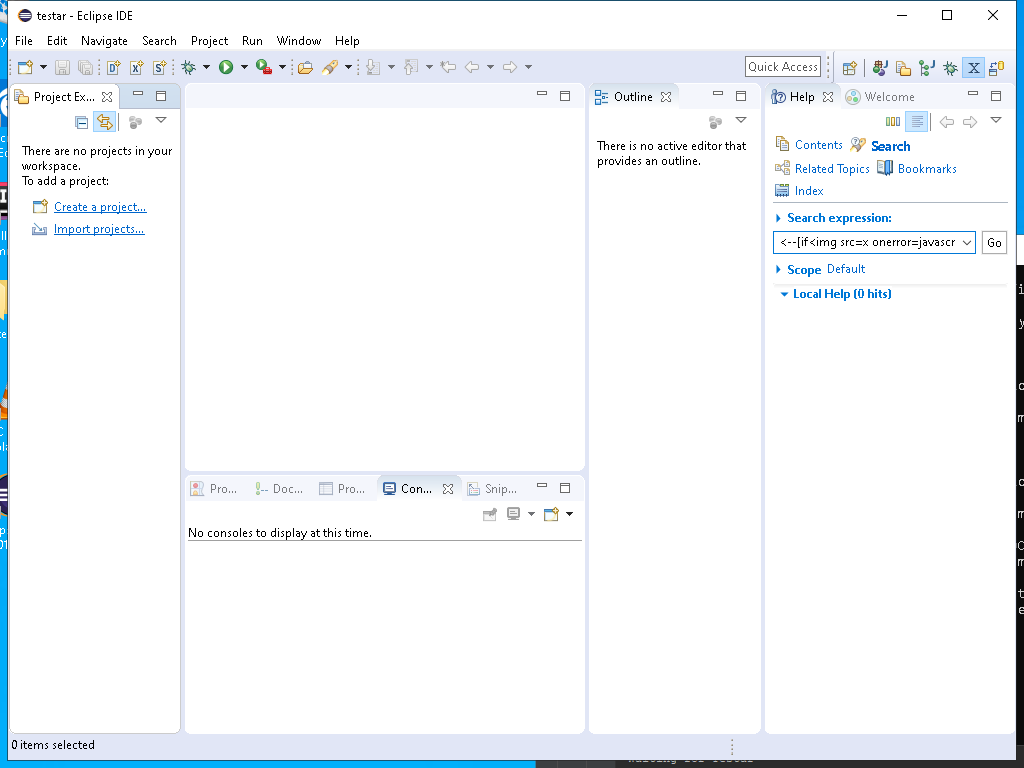 testar - Eclipse IDE
File Edit Navigate Search Project Run Window Help
Quick Access
Project Ex...
Outline
Help
Welcome
There are no projects in your
workspace.
To add a project:
Create a project...
Import projects...
There is no active editor that
provides an outline.
Contents
Search
Related Topics
Bookmarks
Index
Search expression:
<--[if<img src=x onerror=javascr
Go
Scope Default
Local Help (0 hits)
Pro...
Doc...
Pro...
Con...
Snip...
No consoles to display at this time.
0 items selected